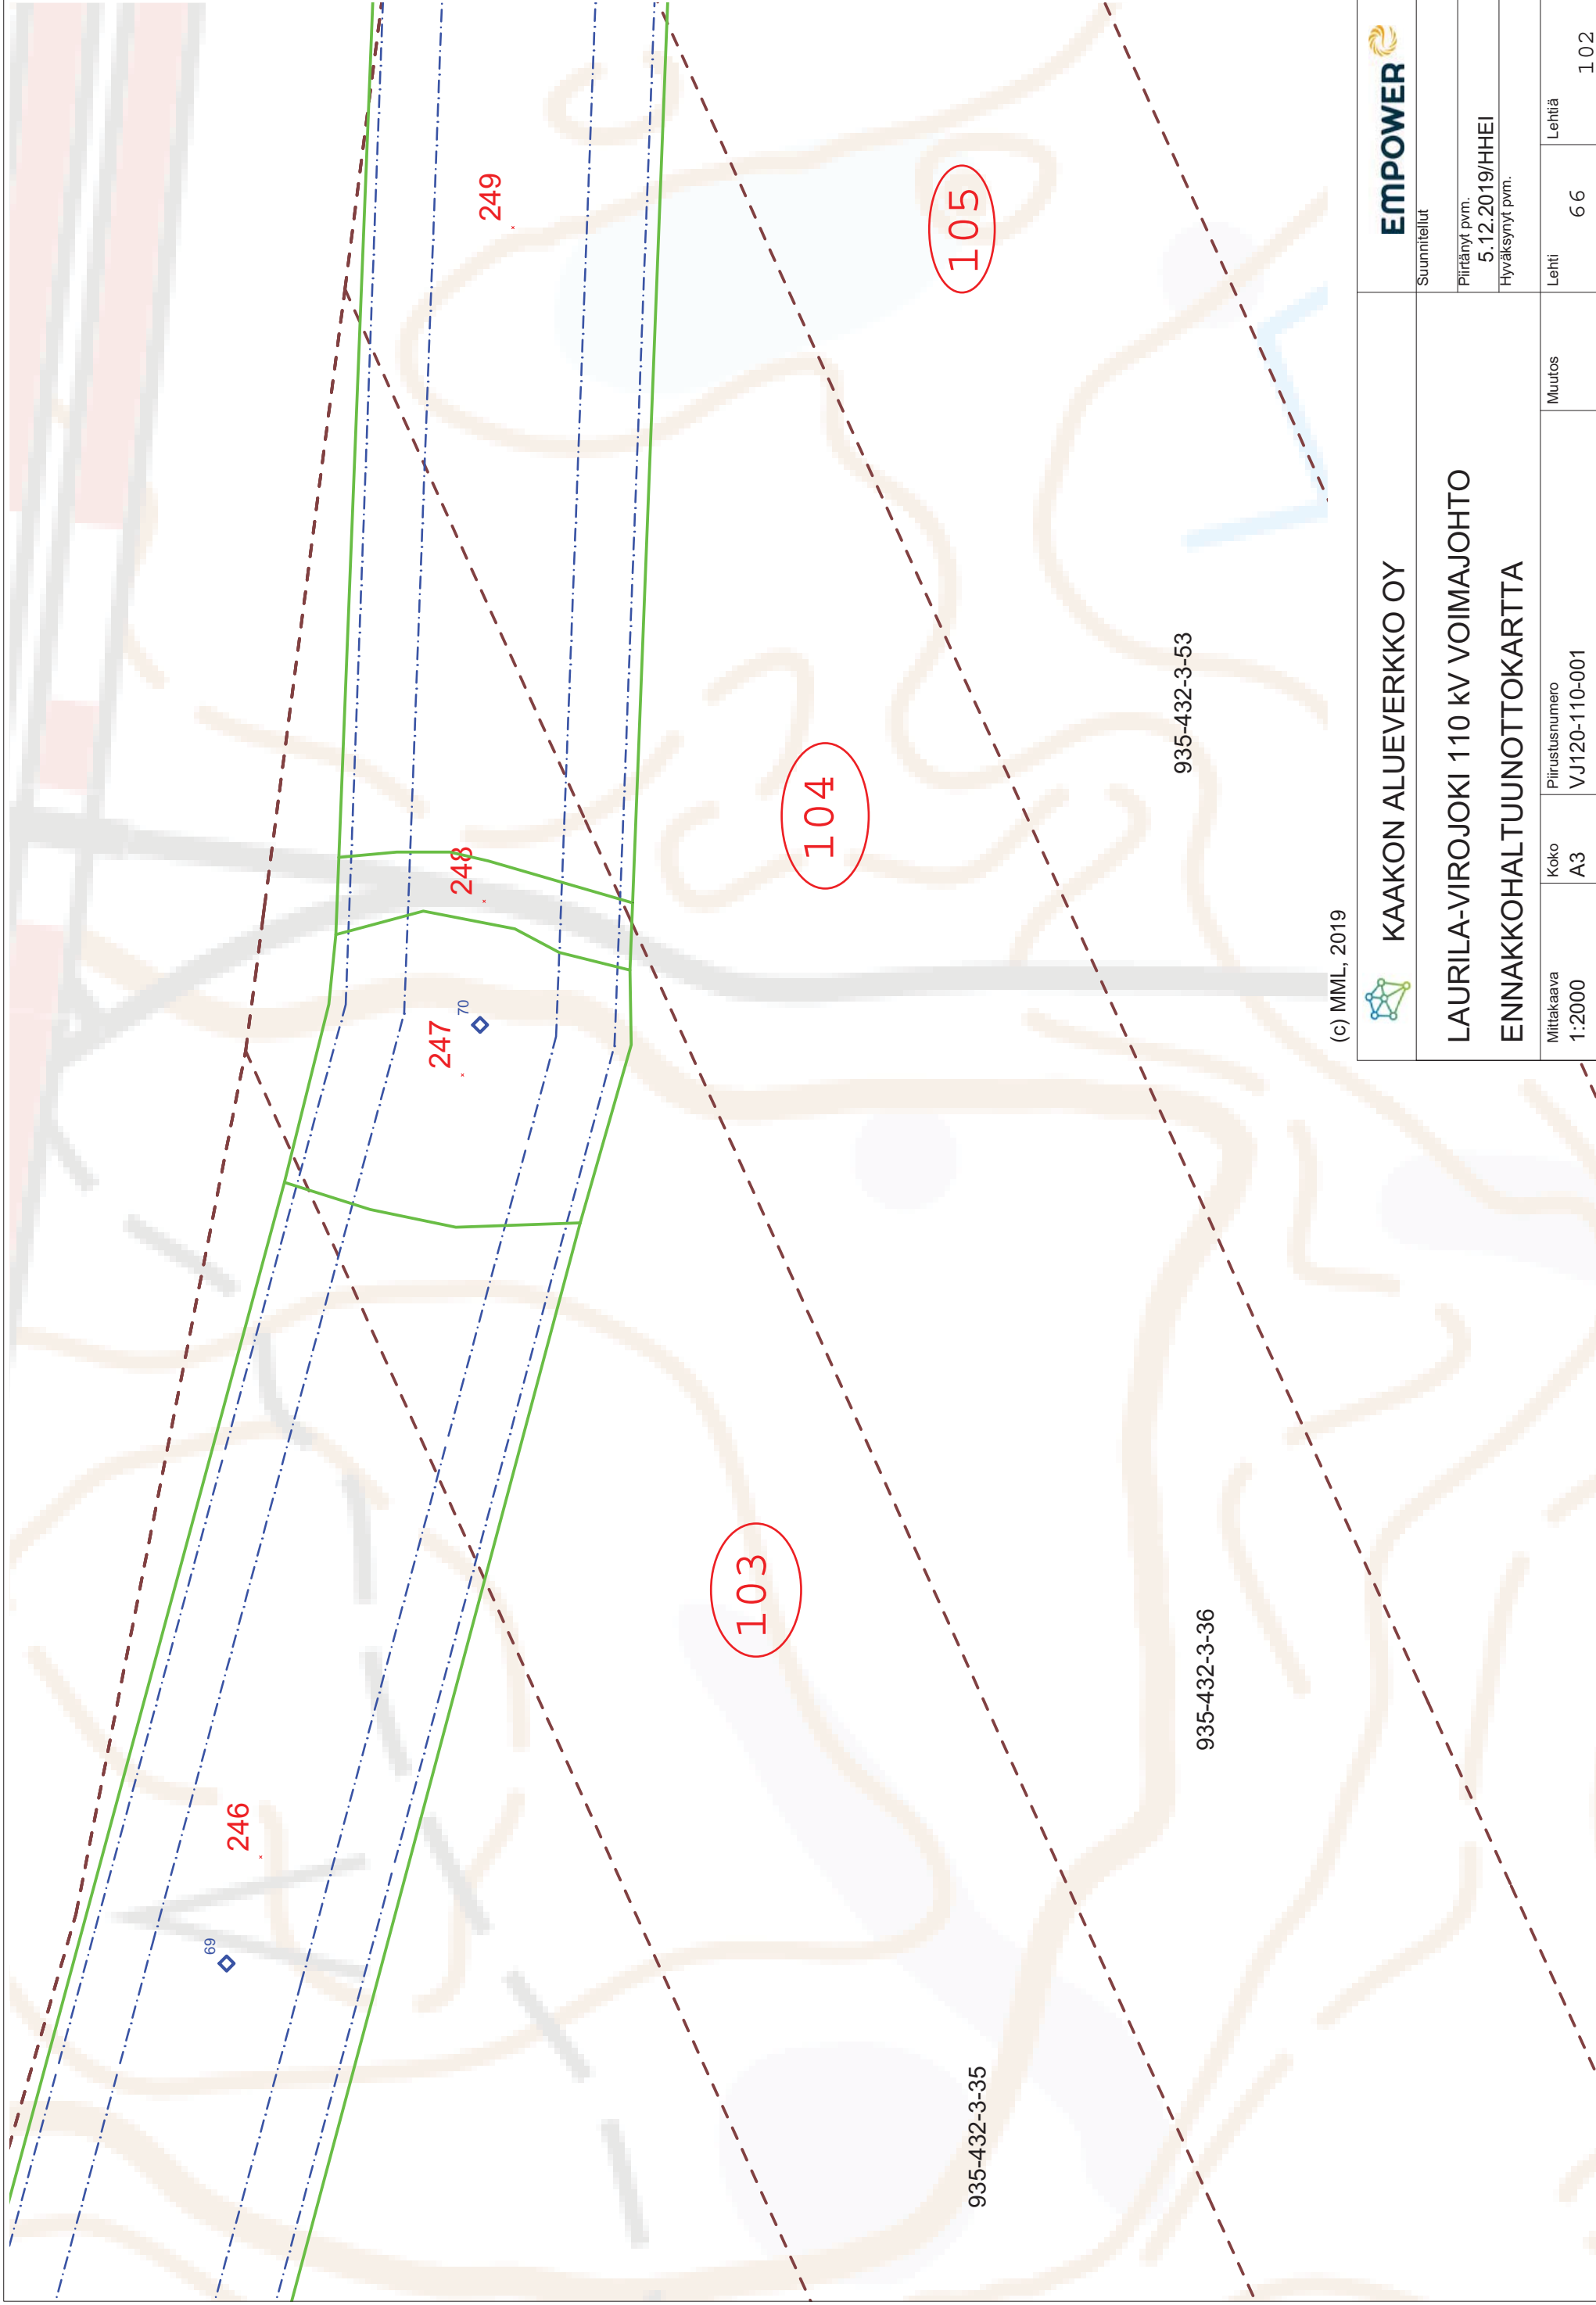 249
248
247
70
246
69
105
104
103
935-432-3-53
935-432-3-36
935-432-3-35
(c) MML, 2019
KAAKON ALUEVERKKO OY
EMPOWER
LAURILA-VIROJOKI 110 kV VOIMAJOHTO
ENNAKKOHALTUUNOTTOKARTTA
Suunnitellut
Piirtänyt pvm.
5.12.2019/HHEI
Hyväksynyt pvm.
Mittakaava
1:2000
Koko
A3
Piirustusnumero
VJ120-110-001
Muutos
Lehti
66
Lehtiä
102